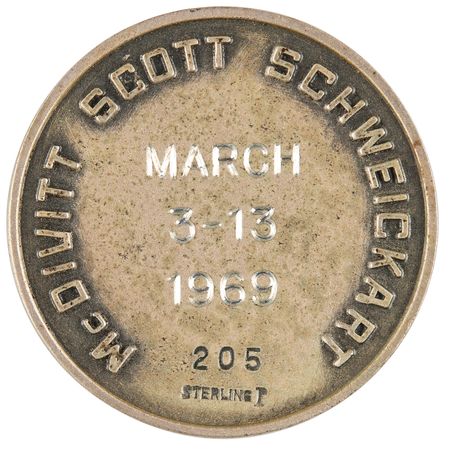 McDIVITT SCOTT SCHWEICKART
MARCH
3-13
1969
205
STERLING P